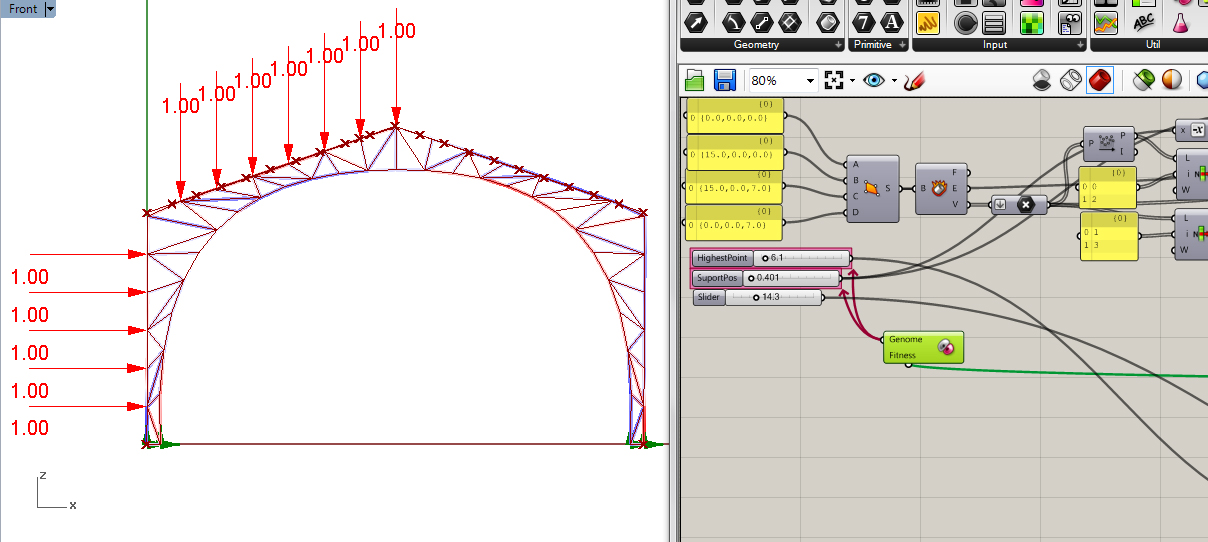 Front
1.00
1.00
1.00
1.00
1.00
1.00
1.00
1.00
1.00
1.00
1.00
1.00
z
x
7 A
ABC
Geometry
Primitive
Input
Util
80%
{0}
0 {0.0,0.0,0.0}
{0}
0 {15.0,0.0,0.0}
{0}
0 {15.0,0.0,7.0}
{0}
0 {0.0,0.0,7.0}
A
B
C
D
S
B
F
E
V
P
P
I
x
-x
L
i
W
N
{0}
0 0
1 2
L
i
W
N
{0}
0 1
1 3
HighestPoint
6.1
SuportPos
0.401
Slider
14.3
Genome
Fitness